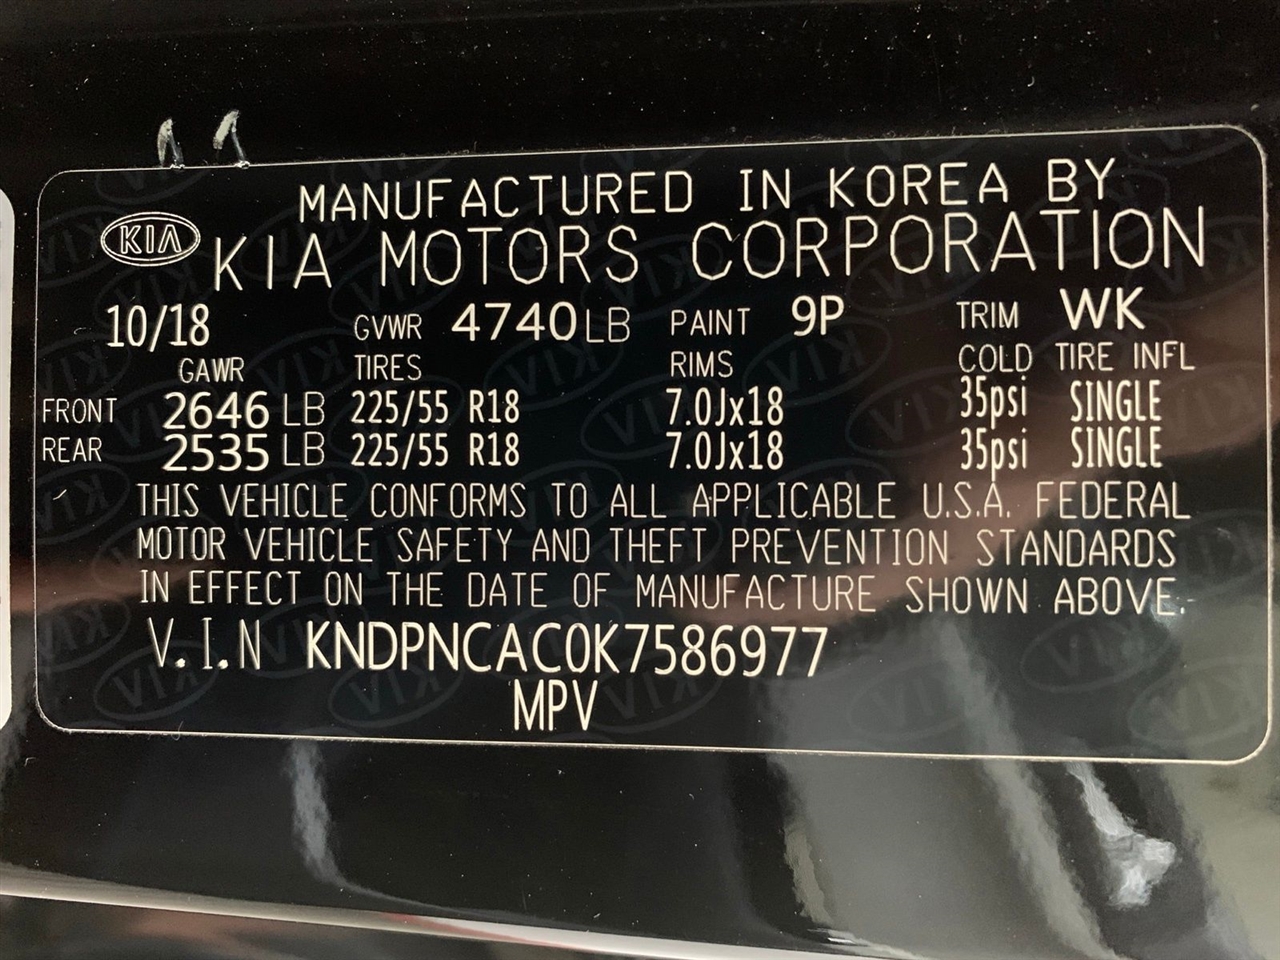 MANUFACTURED IN KOREA BY
KIA KIA MOTORS CORPORATION
10/18 GVWR 4740LB PAINT 9P TRIM WK
GAWR TIRES RIMS COLD TIRE INFL
FRONT 2646 LB 225/55 R18 7.0Jx18 35psi SINGLE
REAR 2535 LB 225/55 R18 7.0Jx18 35psi SINGLE
THIS VEHICLE CONFORMS TO ALL APPLICABLE U.S.A. FEDERAL
MOTOR VEHICLE SAFETY AND THEFT PREVENTION STANDARDS
IN EFFECT ON THE DATE OF MANUFACTURE SHOWN ABOVE.
V.I.N KNDPNCAC0K7586977
MPV